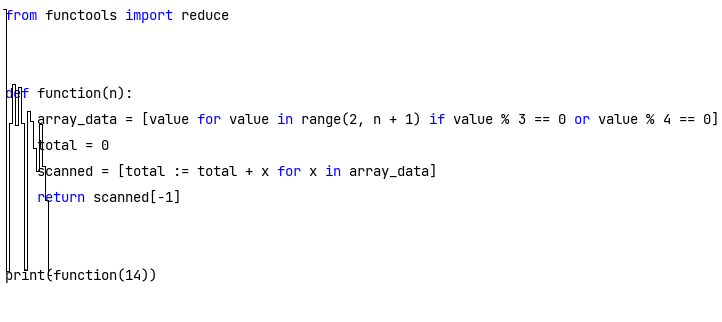 from functools import reduce
def function(n):
    array_data = [value for value in range(2, n + 1) if value % 3 == 0 or value % 4 == 0]
    total = 0
    scanned = [total := total + x for x in array_data]
    return scanned[-1]
print(function(14))